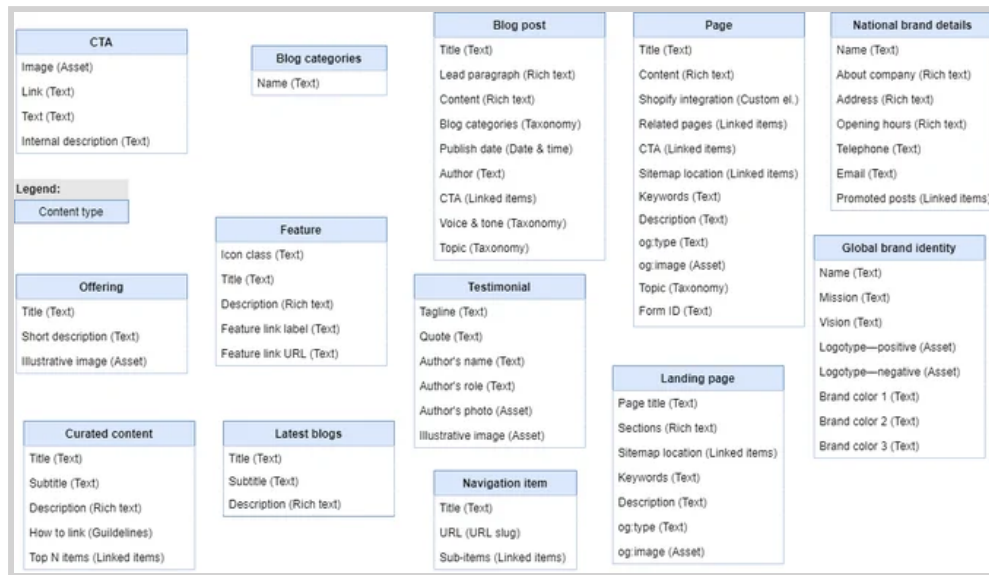 CTA
Image (Asset)
Link (Text)
Text (Text)
Internal description (Text)
Legend:
Content type
Blog categories
Name (Text)
Blog post
Title (Text)
Lead paragraph (Rich text)
Content (Rich text)
Blog categories (Taxonomy)
Publish date (Date & time)
Author (Text)
CTA (Linked items)
Voice & tone (Taxonomy)
Topic (Taxonomy)
Page
Title (Text)
Content (Rich text)
Shopify integration (Custom el.)
Related pages (Linked items)
CTA (Linked items)
Sitemap location (Linked items)
Keywords (Text)
Description (Text)
og:type (Text)
og:image (Asset)
Topic (Taxonomy)
Form ID (Text)
National brand details
Name (Text)
About company (Rich text)
Address (Rich text)
Opening hours (Rich text)
Telephone (Text)
Email (Text)
Promoted posts (Linked items)
Offering
Title (Text)
Short description (Text)
Illustrative image (Asset)
Feature
Icon class (Text)
Title (Text)
Description (Rich text)
Feature link label (Text)
Feature link URL (Text)
Testimonial
Tagline (Text)
Quote (Text)
Author's name (Text)
Author's role (Text)
Author's photo (Asset)
Illustrative image (Asset)
Global brand identity
Name (Text)
Mission (Text)
Vision (Text)
Logotype—positive (Asset)
Logotype—negative (Asset)
Brand color 1 (Text)
Brand color 2 (Text)
Brand color 3 (Text)
Landing page
Page title (Text)
Sections (Rich text)
Sitemap location (Linked items)
Keywords (Text)
Description (Text)
og:type (Text)
og:image (Asset)
Curated content
Title (Text)
Subtitle (Text)
Description (Rich text)
How to link (Guildelines)
Top N items (Linked items)
Latest blogs
Title (Text)
Subtitle (Text)
Description (Rich text)
Navigation item
Title (Text)
URL (URL slug)
Sub-items (Linked items)